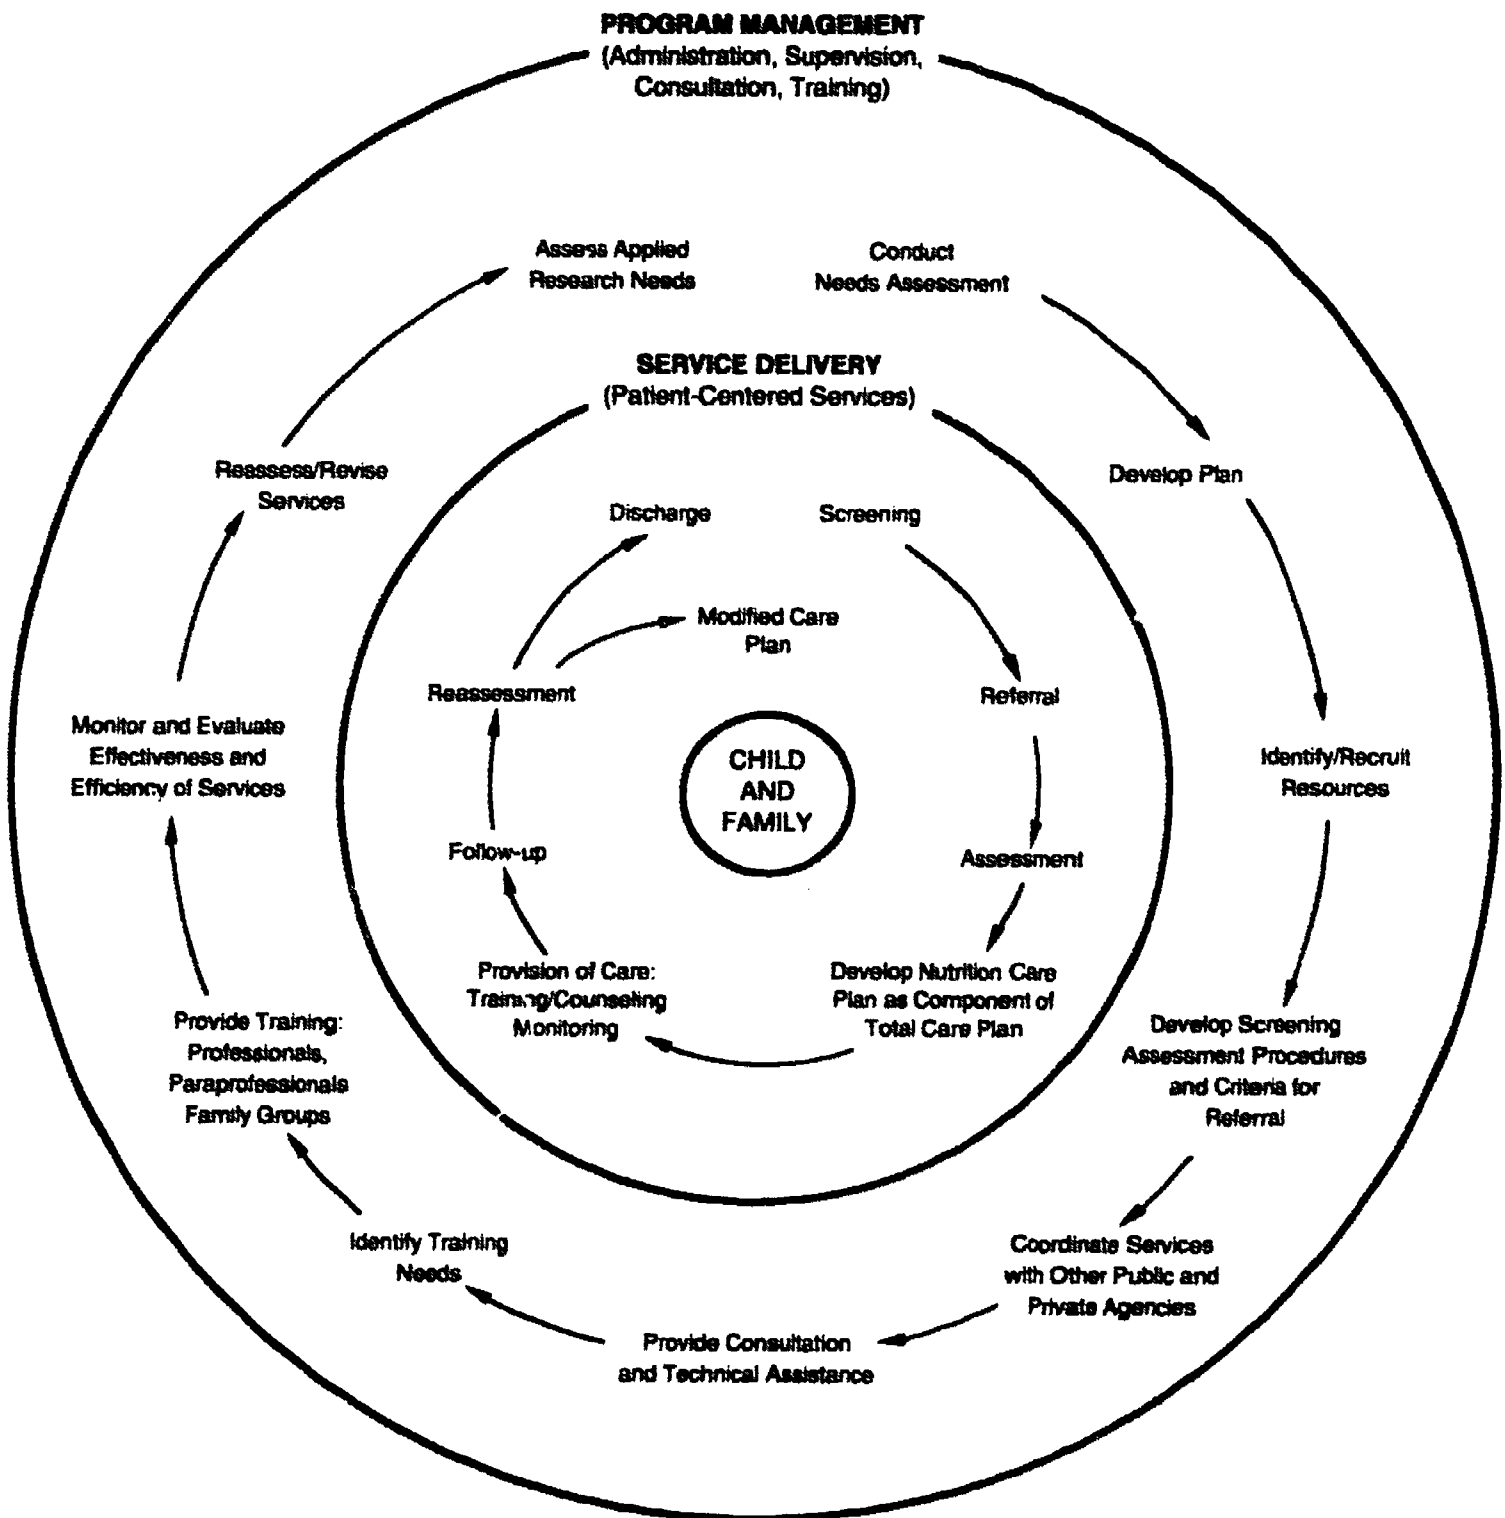 PROGRAM MANAGEMENT
(Administration, Supervision,
Consultation, Training)
Assess Applied
Research Needs
Conduct
Needs Assessment
Develop Plan
Identify/Recruit
Resources
Develop Screening
Assessment Procedures
and Criteria for
Referral
Coordinate Services
with Other Public and
Private Agencies
Provide Consultation
and Technical Assistance
Identify Training
Needs
Provide Training:
Professionals,
Paraprofessionals
Family Groups
Monitor and Evaluate
Effectiveness and
Efficiency of Services
Reassess/Revise
Services
SERVICE DELIVERY
(Patient-Centered Services)
Discharge
Screening
Modified Care
Plan
Referral
Assessment
Develop Nutrition Care
Plan as Component of
Total Care Plan
Provision of Care:
Training/Counseling
Monitoring
Follow-up
Reassessment
CHILD
AND
FAMILY